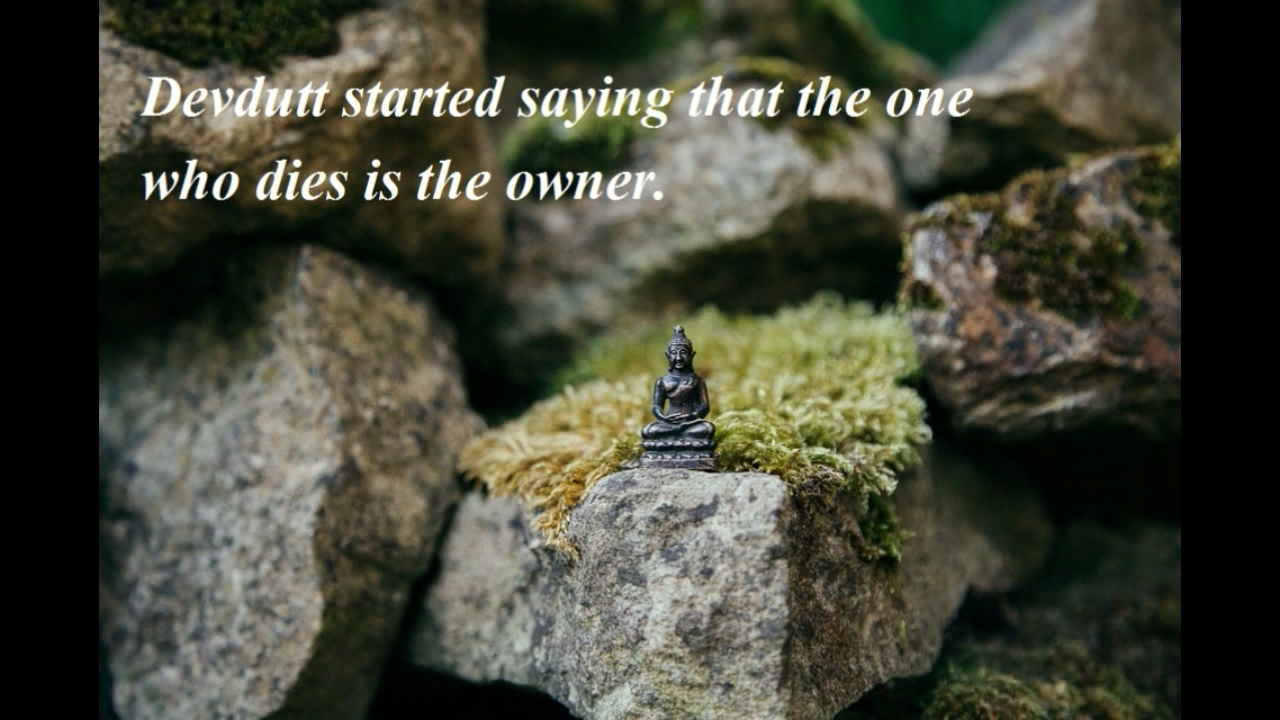 Devdutt started saying that the one
who dies is the owner.